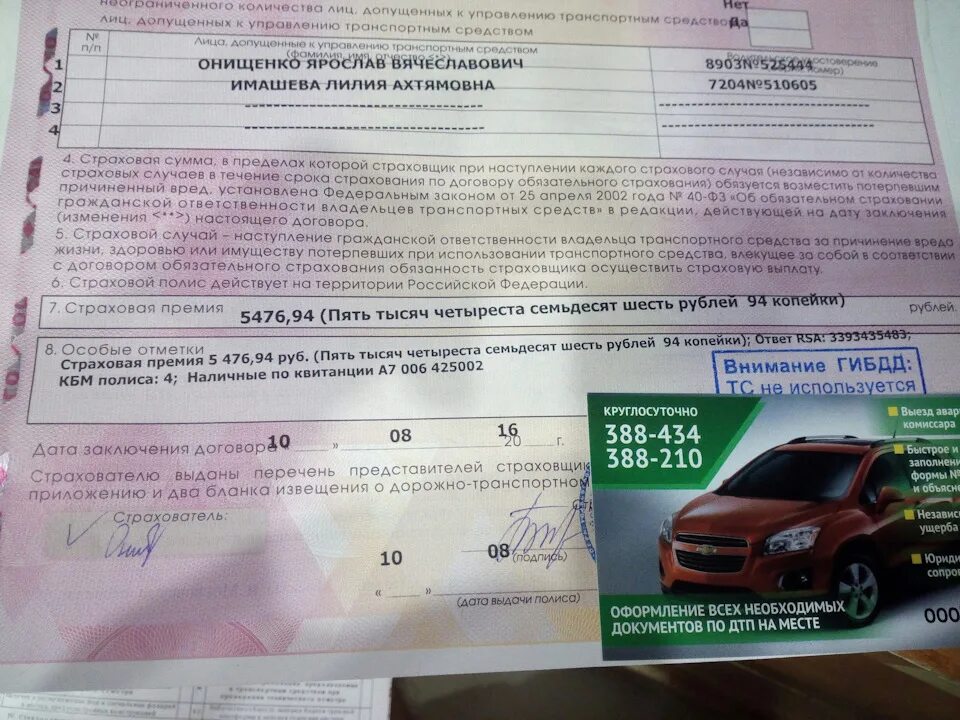 неограниченного количества лиц, допущенных к управлению транспортным средством
Нет
лиц, допущенных к управлению транспортным средством
Да
№ п/п
Лица, допущенные к управлению транспортным средством
(фамилия, имя, отчество <*>)
1 ОНИЩЕНКО ЯРОСЛАВ ВЯЧЕСЛАВОВИЧ 8903№525444
2 ИМАШЕВА ЛИЛИЯ АХТЯМОВНА 7204№510605
3
4
4. Страховая сумма, в пределах которой страховщик при наступлении каждого страхового случая (независимо от количества
страховых случаев в течение срока страхования по договору обязательного страхования) обязуется возместить потерпевшим
причиненный вред, установлена Федеральным законом от 25 апреля 2002 года № 40-ФЗ «Об обязательном страховании
гражданской ответственности владельцев транспортных средств» в редакции, действующей на дату заключения
(изменения <**>) настоящего договора.
5. Страховой случай – наступление гражданской ответственности владельца транспортного средства за причинение вреда
жизни, здоровью или имуществу потерпевших при использовании транспортного средства, влекущее за собой в соответствии
с договором обязательного страхования обязанность страховщика осуществить страховую выплату.
6. Страховой полис действует на территории Российской Федерации.
7. Страховая премия 5476,94 (Пять тысяч четыреста семьдесят шесть рублей 94 копейки) рублей.
8. Особые отметки
Страховая премия 5 476,94 руб. (Пять тысяч четыреста семьдесят шесть рублей 94 копейки); Ответ RSA: 3393435483;
КБМ полиса: 4; Наличные по квитанции А7 006 425002
Внимание ГИБДД:
ТС не используется
Дата заключения договора 10 » 08 16 20 г.
Страхователю выданы перечень представителей страховщи
приложению и два бланка извещения о дорожно-транспортно
Страхователь:
10 08
(подпись)
« »
(дата выдачи полиса)
КРУГЛОСУТОЧНО
388-434
388-210
Выезд авар
комиссара
Быстрое и
заполнени
формы №
и объясне
Независ
ущерба
Юриди
сопро
ОФОРМЛЕНИЕ ВСЕХ НЕОБХОДИМЫХ
ДОКУМЕНТОВ ПО ДТП НА МЕСТЕ
ООО